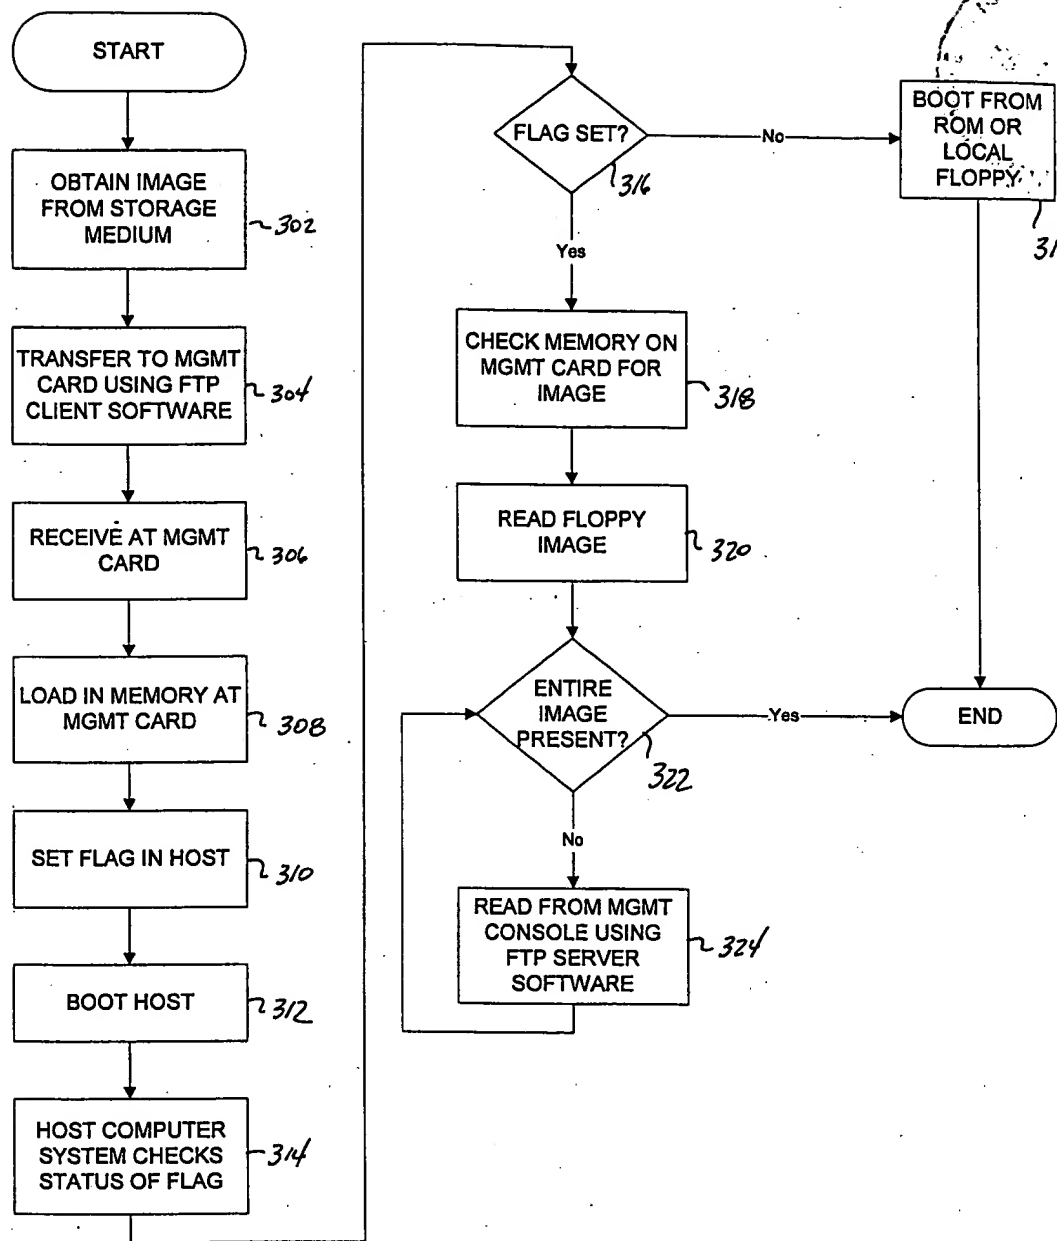 START
OBTAIN IMAGE
FROM STORAGE
MEDIUM
302
TRANSFER TO MGMT
CARD USING FTP
CLIENT SOFTWARE
304
RECEIVE AT MGMT
CARD
306
LOAD IN MEMORY AT
MGMT CARD
308
SET FLAG IN HOST
310
BOOT HOST
312
HOST COMPUTER
SYSTEM CHECKS
STATUS OF FLAG
314
FLAG SET?
316
No
Yes
BOOT FROM
ROM OR
LOCAL
FLOPPY
31
CHECK MEMORY ON
MGMT CARD FOR
IMAGE
318
READ FLOPPY
IMAGE
320
ENTIRE
IMAGE
PRESENT?
322
Yes
END
No
READ FROM MGMT
CONSOLE USING
FTP SERVER
SOFTWARE
324